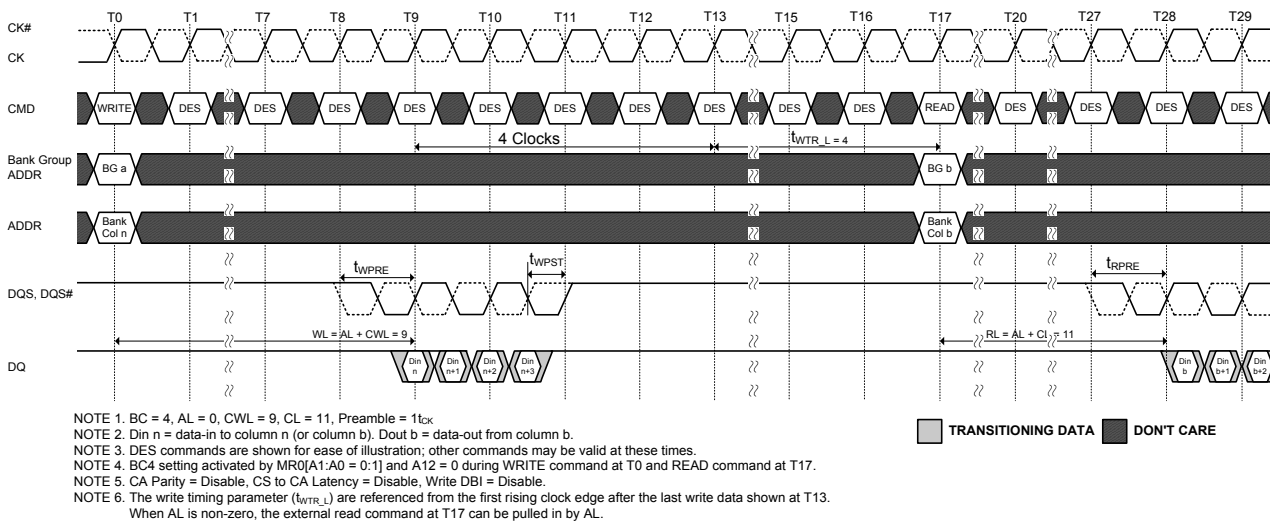 T0 T1 T7 T8 T9 T10 T11 T12 T13 T15 T16 T17 T20 T27 T28 T29
CK#
CK
CMD WRITE DES DES DES DES DES DES DES DES DES DES READ DES DES DES DES
4 Clocks tWTR_L = 4
Bank Group
ADDR
BG a BG b
ADDR
Bank
Col n
Bank
Col b
tWPRE tWPST tRPRE
DQS, DQS#
WL = AL + CWL = 9 RL = AL + CL = 11
DQ
Din
n
Din
n+1
Din
n+2
Din
n+3
Din
b
Din
b+1
Din
b+2
NOTE 1. BC = 4, AL = 0, CWL = 9, CL = 11, Preamble = 1tCK
NOTE 2. Din n = data-in to column n (or column b). Dout b = data-out from column b.
NOTE 3. DES commands are shown for ease of illustration; other commands may be valid at these times.
NOTE 4. BC4 setting activated by MR0[A1:A0 = 0:1] and A12 = 0 during WRITE command at T0 and READ command at T17.
NOTE 5. CA Parity = Disable, CS to CA Latency = Disable, Write DBI = Disable.
NOTE 6. The write timing parameter (tWTR_L) are referenced from the first rising clock edge after the last write data shown at T13.
When AL is non-zero, the external read command at T17 can be pulled in by AL.
TRANSITIONING DATA DON'T CARE